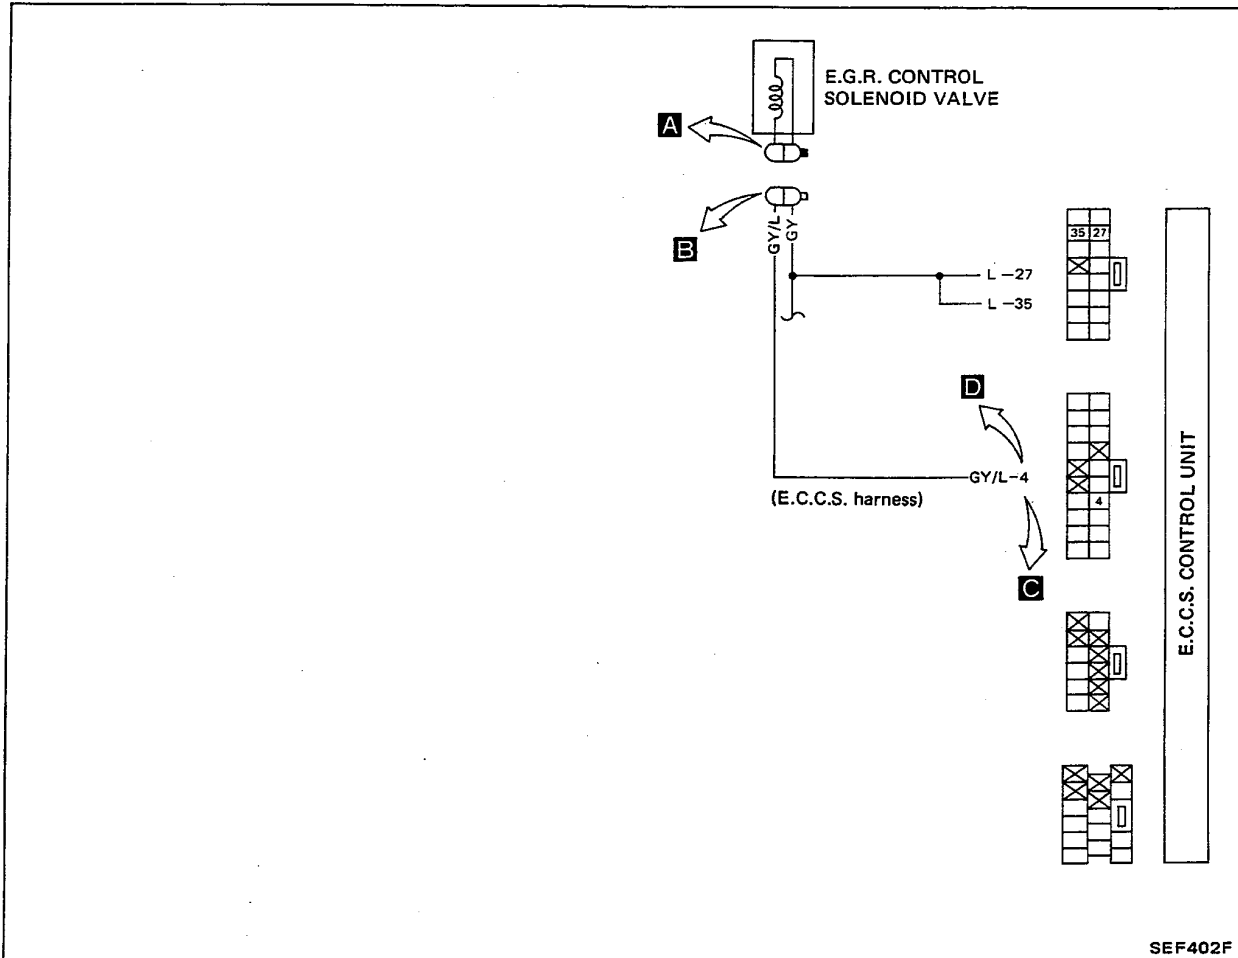 E.G.R. CONTROL
SOLENOID VALVE
A
B
GY/L
GY
35 27
L -27
L -35
D
GY/L-4
(E.C.C.S. harness)
4
C
E.C.C.S. CONTROL UNIT
SEF402F